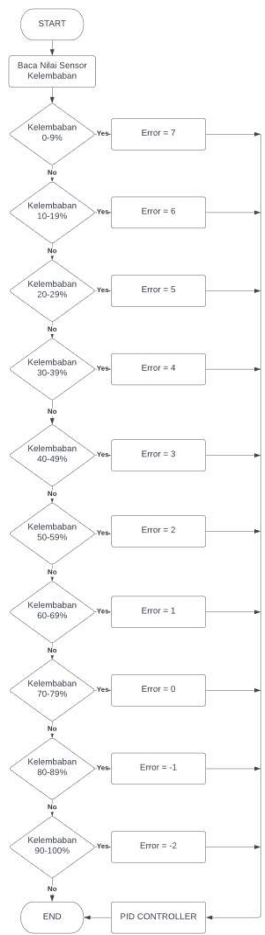 START
Baca Nilai Sensor
Kelembaban
Kelembaban
0-9%
Yes
Error = 7
No
Kelembaban
10-19%
Yes
Error = 6
No
Kelembaban
20-29%
Yes
Error = 5
No
Kelembaban
30-39%
Yes
Error = 4
No
Kelembaban
40-49%
Yes
Error = 3
No
Kelembaban
50-59%
Yes
Error = 2
No
Kelembaban
60-69%
Yes
Error = 1
No
Kelembaban
70-79%
Yes
Error = 0
No
Kelembaban
80-89%
Yes
Error = -1
No
Kelembaban
90-100%
Yes
Error = -2
No
END
PID CONTROLLER